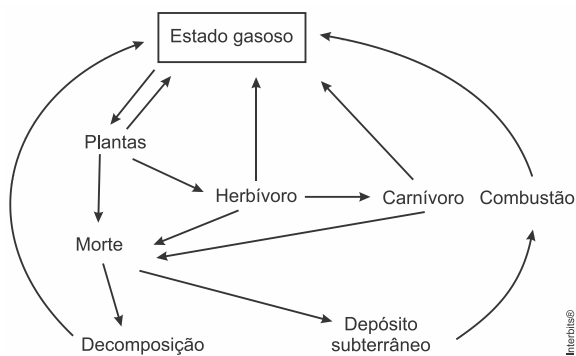 Estado gasoso
Plantas
Herbívoro
Carnívoro
Combustão
Morte
Decomposição
Depósito
subterrâneo
Interbits®